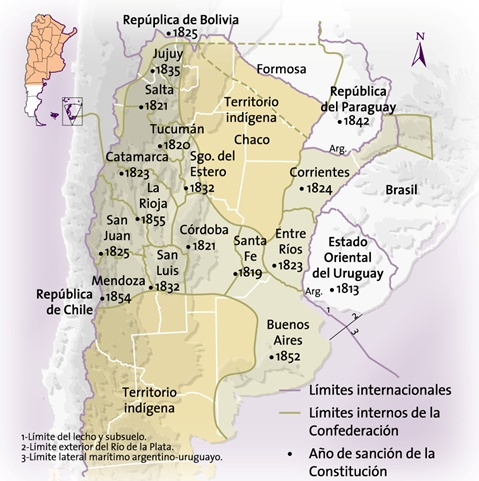 República de Bolivia
•1825
Jujuy
•1835
Formosa
Salta
•1821
República
del Paraguay
•1842
Territorio
indígena
Chaco
Tucumán
•1820
Arg.
Catamarca
•1823
Sgo. del
Estero
•1832
Corrientes
•1824
Brasil
La
Rioja
•1855
San
Juan
•1825
Córdoba
•1821
Santa
Fe
•1819
Entre
Ríos
•1823
Estado
Oriental
del Uruguay
•1813
San
Luis
•1832
Mendoza
•1854
República
de Chile
Arg.
1
2
3
Buenos
Aires
•1852
Territorio
indígena
Límites internacionales
Límites internos de la
Confederación
• Año de sanción de la
Constitución
1-Límite del lecho y subsuelo.
2-Límite exterior del Río de la Plata.
3-Límite lateral marítimo argentino-uruguayo.
N